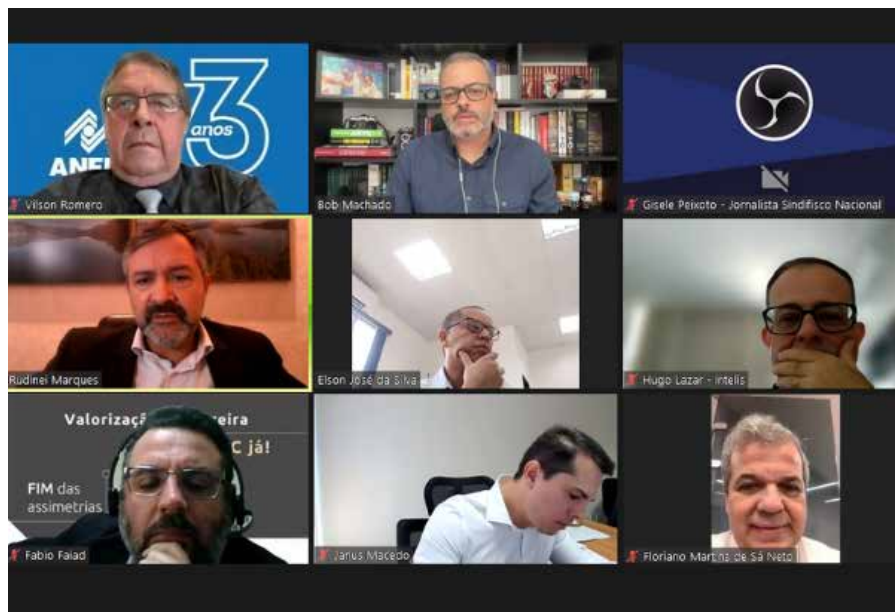 ANFI
73
anos
Vilson Romero
Bob Machado
Gisele Peixoto - Jornalista Sindifisco Nacional
Rudinei Marques
Elson José da Silva
Hugo Lazar - Intelis
Valorizaç
reira
C já!
FIM das
assimetrias
Fabio Faiad
Janus Macedo
Floriano Martins de Sá Neto